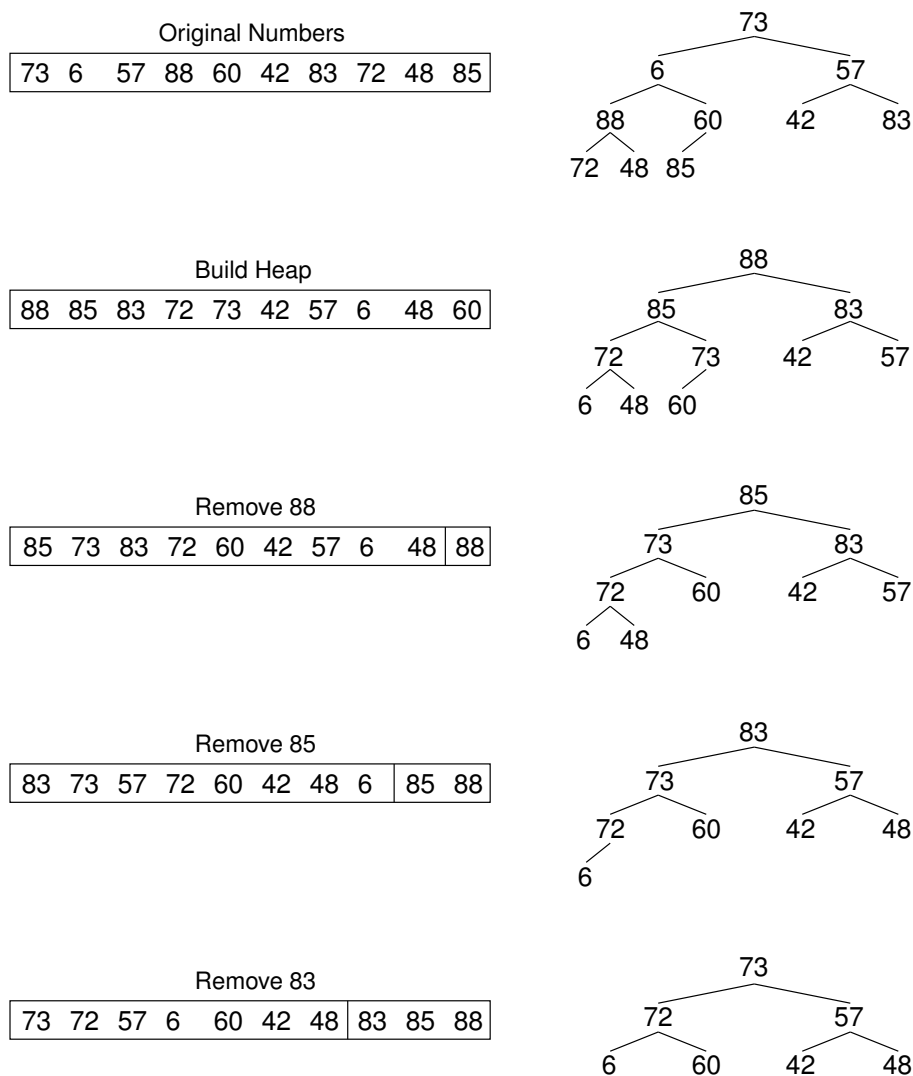 Original Numbers
73 6 57 88 60 42 83 72 48 85
73
6 57
88 60 42 83
72 48 85
Build Heap
88 85 83 72 73 42 57 6 48 60
88
85 83
72 73 42 57
6 48 60
Remove 88
85 73 83 72 60 42 57 6 48 88
85
73 83
72 60 42 57
6 48
Remove 85
83 73 57 72 60 42 48 6 85 88
83
73 57
72 60 42 48
6
Remove 83
73 72 57 6 60 42 48 83 85 88
73
72 57
6 60 42 48